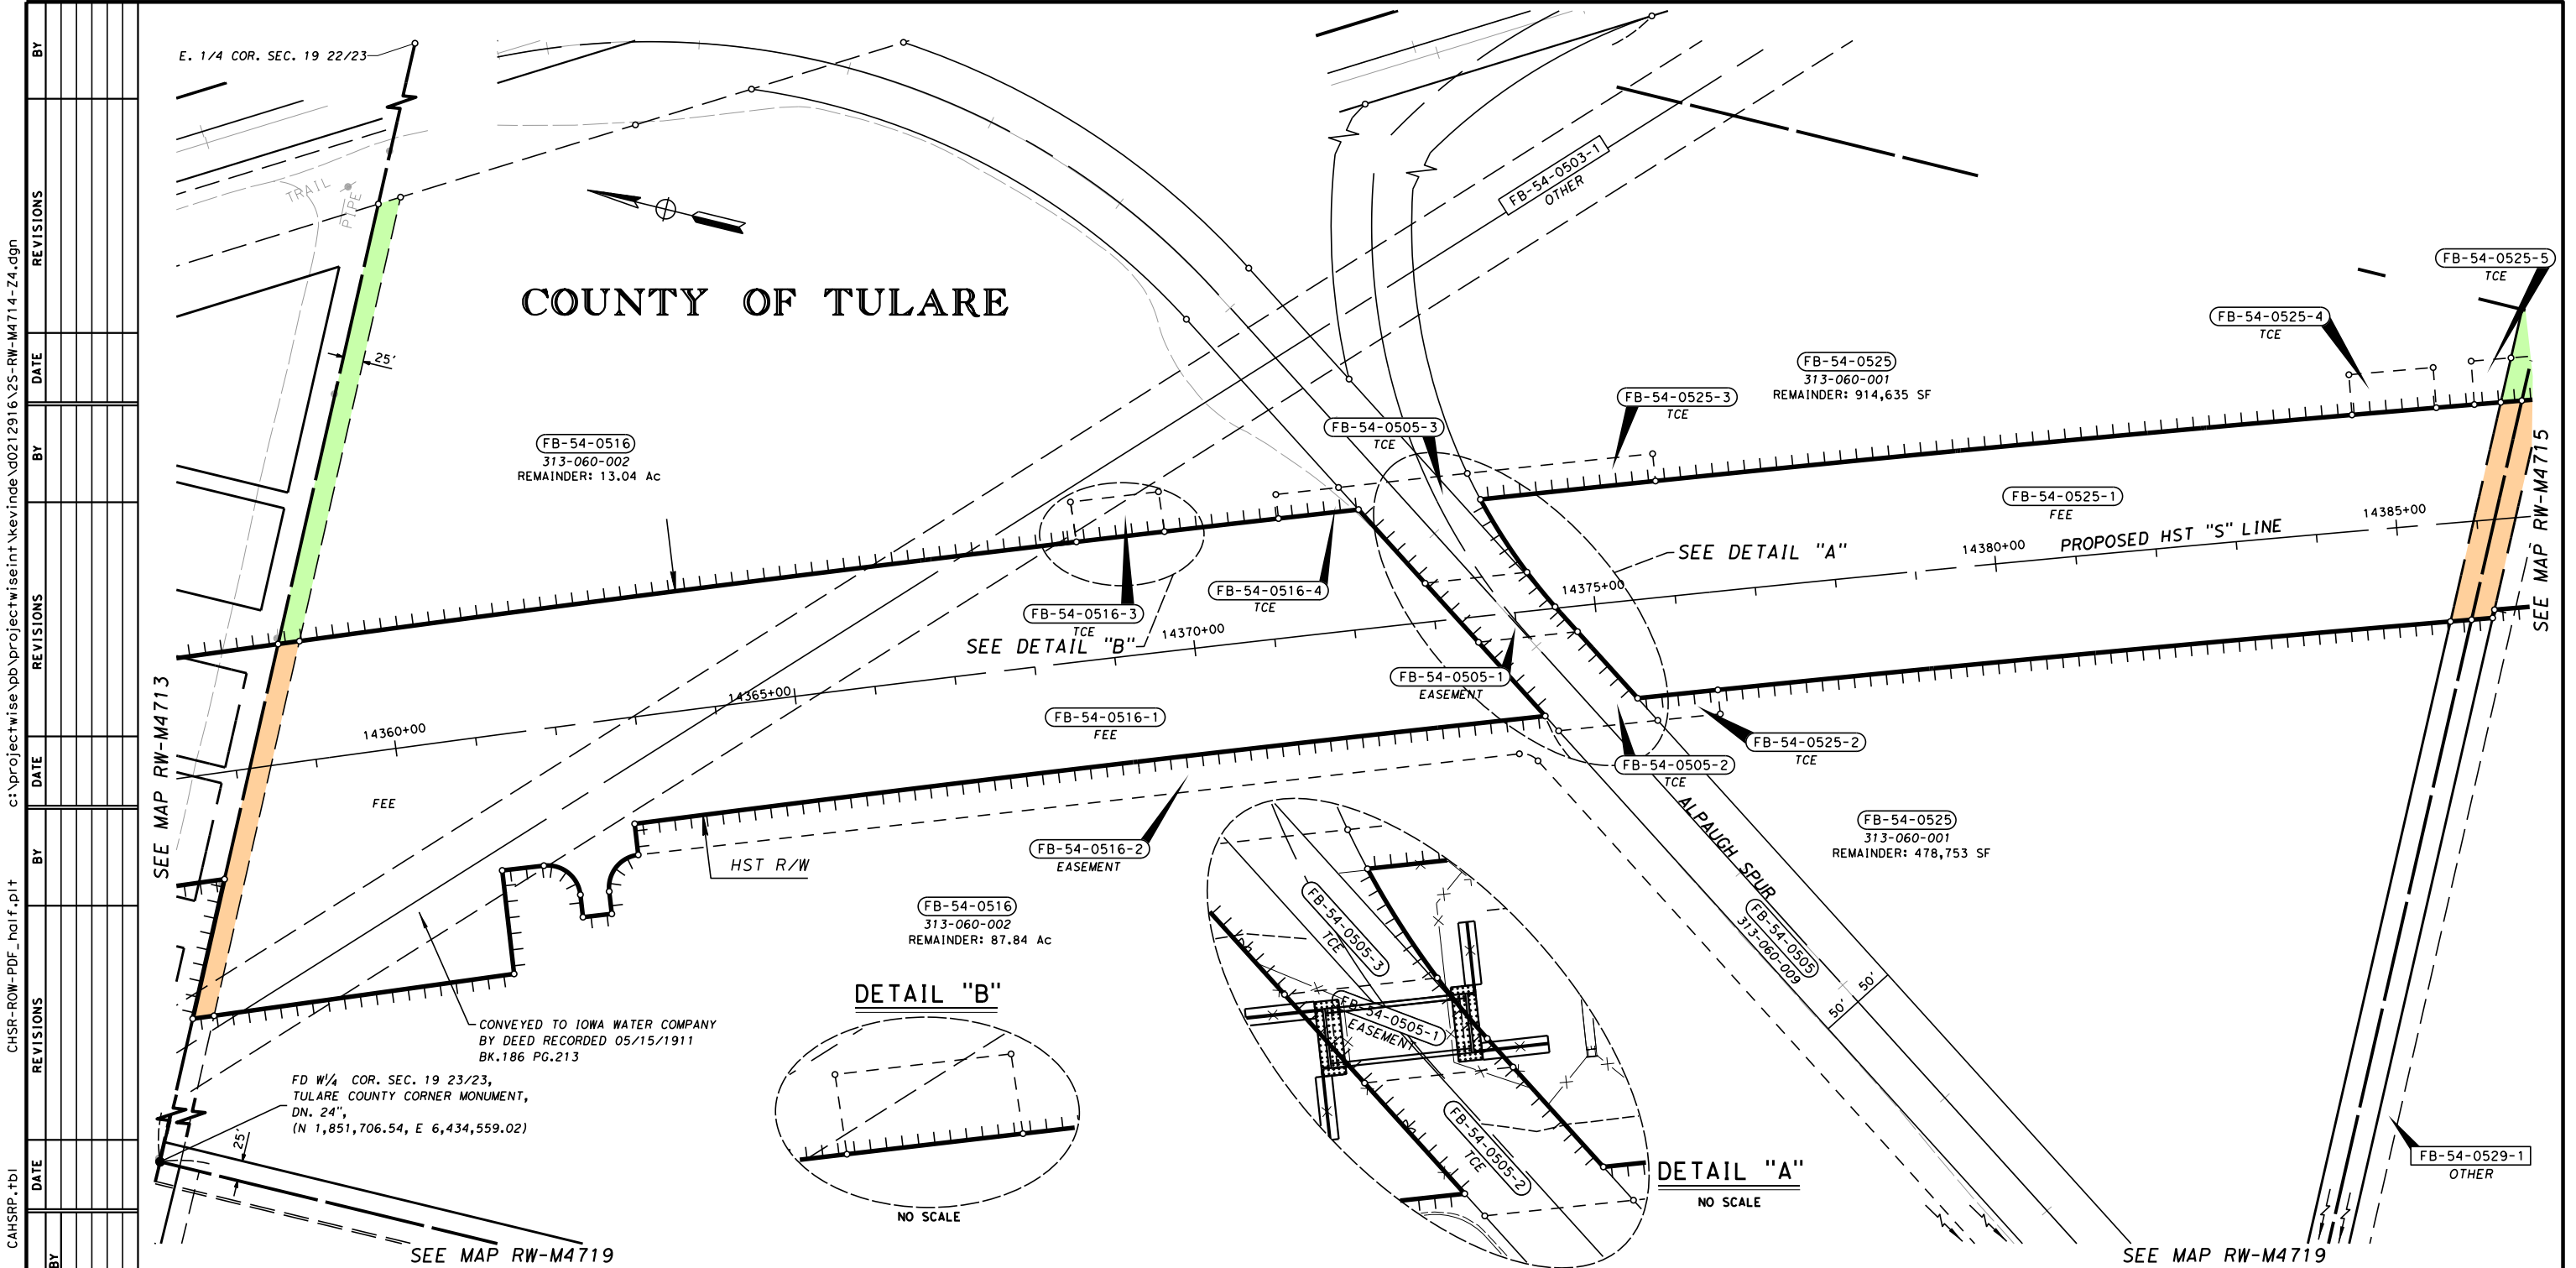 E. 1/4 COR. SEC. 19 22/23
TRAIL
PIPE
25'
COUNTY OF TULARE
FB-54-0503-1
OTHER
FB-54-0525-5
TCE
FB-54-0525-4
TCE
FB-54-0525
313-060-001
REMAINDER: 914,635 SF
FB-54-0525-3
TCE
FB-54-0505-3
TCE
FB-54-0516
313-060-002
REMAINDER: 13.04 Ac
FB-54-0525-1
FEE
14385+00
PROPOSED HST "S" LINE
14380+00
SEE DETAIL "A"
14375+00
SEE MAP RW-M4715
FB-54-0516-4
TCE
FB-54-0516-3
TCE
SEE DETAIL "B"
14370+00
FB-54-0505-1
EASEMENT
14365+00
FB-54-0516-1
FEE
14360+00
FEE
SEE MAP RW-M4713
FB-54-0525-2
TCE
FB-54-0505-2
TCE
ALPAUGH SPUR
FB-54-0505
313-060-009
50'
50'
FB-54-0525
313-060-001
REMAINDER: 478,753 SF
FB-54-0516-2
EASEMENT
HST R/W
FB-54-0516
313-060-002
REMAINDER: 87.84 Ac
DETAIL "B"
NO SCALE
CONVEYED TO IOWA WATER COMPANY
BY DEED RECORDED 05/15/1911
BK.186 PG.213
FD W1/4 COR. SEC. 19 23/23,
TULARE COUNTY CORNER MONUMENT,
DN. 24",
(N 1,851,706.54, E 6,434,559.02)
25'
FB-54-0505-3
TCE
FB-54-0505-1
EASEMENT
FB-54-0505-2
TCE
DETAIL "A"
NO SCALE
FB-54-0529-1
OTHER
SEE MAP RW-M4719
SEE MAP RW-M4719
BY
REVISIONS
DATE
BY
REVISIONS
DATE
BY
REVISIONS
DATE
BY
c:\projectwise\pb\projectwiseint\kevinde\d0212916\2S-RW-M4714-Z4.dgn
CHSR-ROW-PDF_half.plt
CAHSRP.tbl